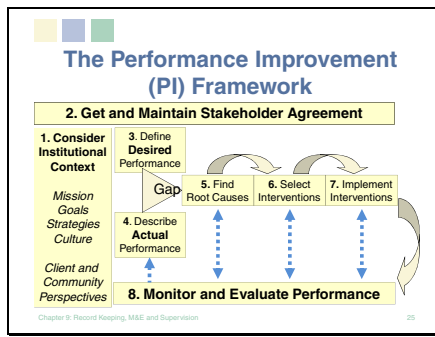 The Performance Improvement
(PI) Framework
2. Get and Maintain Stakeholder Agreement
1. Consider
Institutional
Context
Mission
Goals
Strategies
Culture
Client and
Community
Perspectives
3. Define
Desired
Performance
Gap
4. Describe
Actual
Performance
5. Find
Root Causes
6. Select
Interventions
7. Implement
Interventions
8. Monitor and Evaluate Performance
Chapter 9: Record Keeping, M&E and Supervision
25